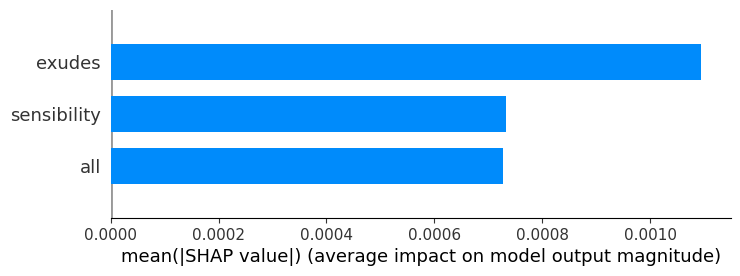 exudes
sensibility
all
0.0000 0.0002 0.0004 0.0006 0.0008 0.0010
mean(|SHAP value|) (average impact on model output magnitude)